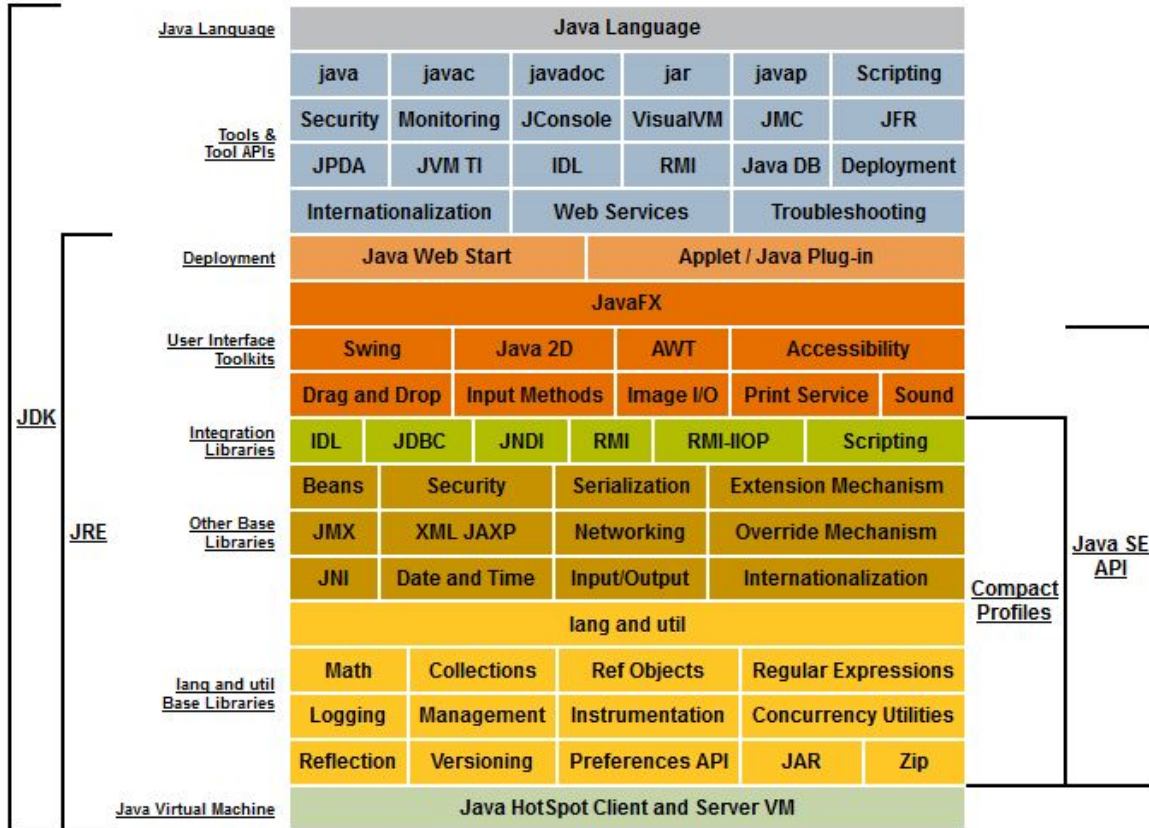 Java Language Java Language
java javac javadoc jar javap Scripting
Security Monitoring JConsole VisualVM JMC JFR
Tools &
Tool APIs
JPDA JVM TI IDL RMI Java DB Deployment
Internationalization Web Services Troubleshooting
Deployment Java Web Start Applet / Java Plug-in
JavaFX
User Interface
Toolkits
Swing Java 2D AWT Accessibility
Drag and Drop Input Methods Image I/O Print Service Sound
JDK
Integration
Libraries
IDL JDBC JNDI RMI RMI-IIOP Scripting
Beans Security Serialization Extension Mechanism
JRE
Other Base
Libraries
JMX XML JAXP Networking Override Mechanism
Java SE
API
JNI Date and Time Input/Output Internationalization
Compact
Profiles
lang and util
Math Collections Ref Objects Regular Expressions
lang and util
Base Libraries
Logging Management Instrumentation Concurrency Utilities
Reflection Versioning Preferences API JAR Zip
Java Virtual Machine Java HotSpot Client and Server VM